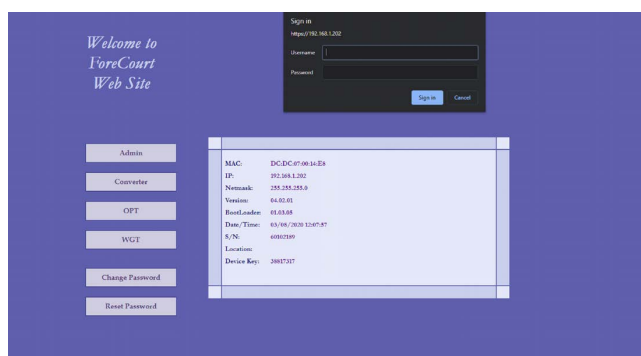 Welcome to
ForeCourt
Web Site
Sign in
https://192.168.1.202
Username
Password
Sign in
Cancel
Admin
Converter
OPT
WGT
Change Password
Reset Password
MAC: DC:DC:07:00:14:E8
IP: 192.168.1.202
Netmask: 255.255.255.0
Version: 04.02.01
BootLoader: 01.03.05
Date/Time: 03/08/2020 12:07:57
S/N: 60102189
Location:
Device Key: 38817317